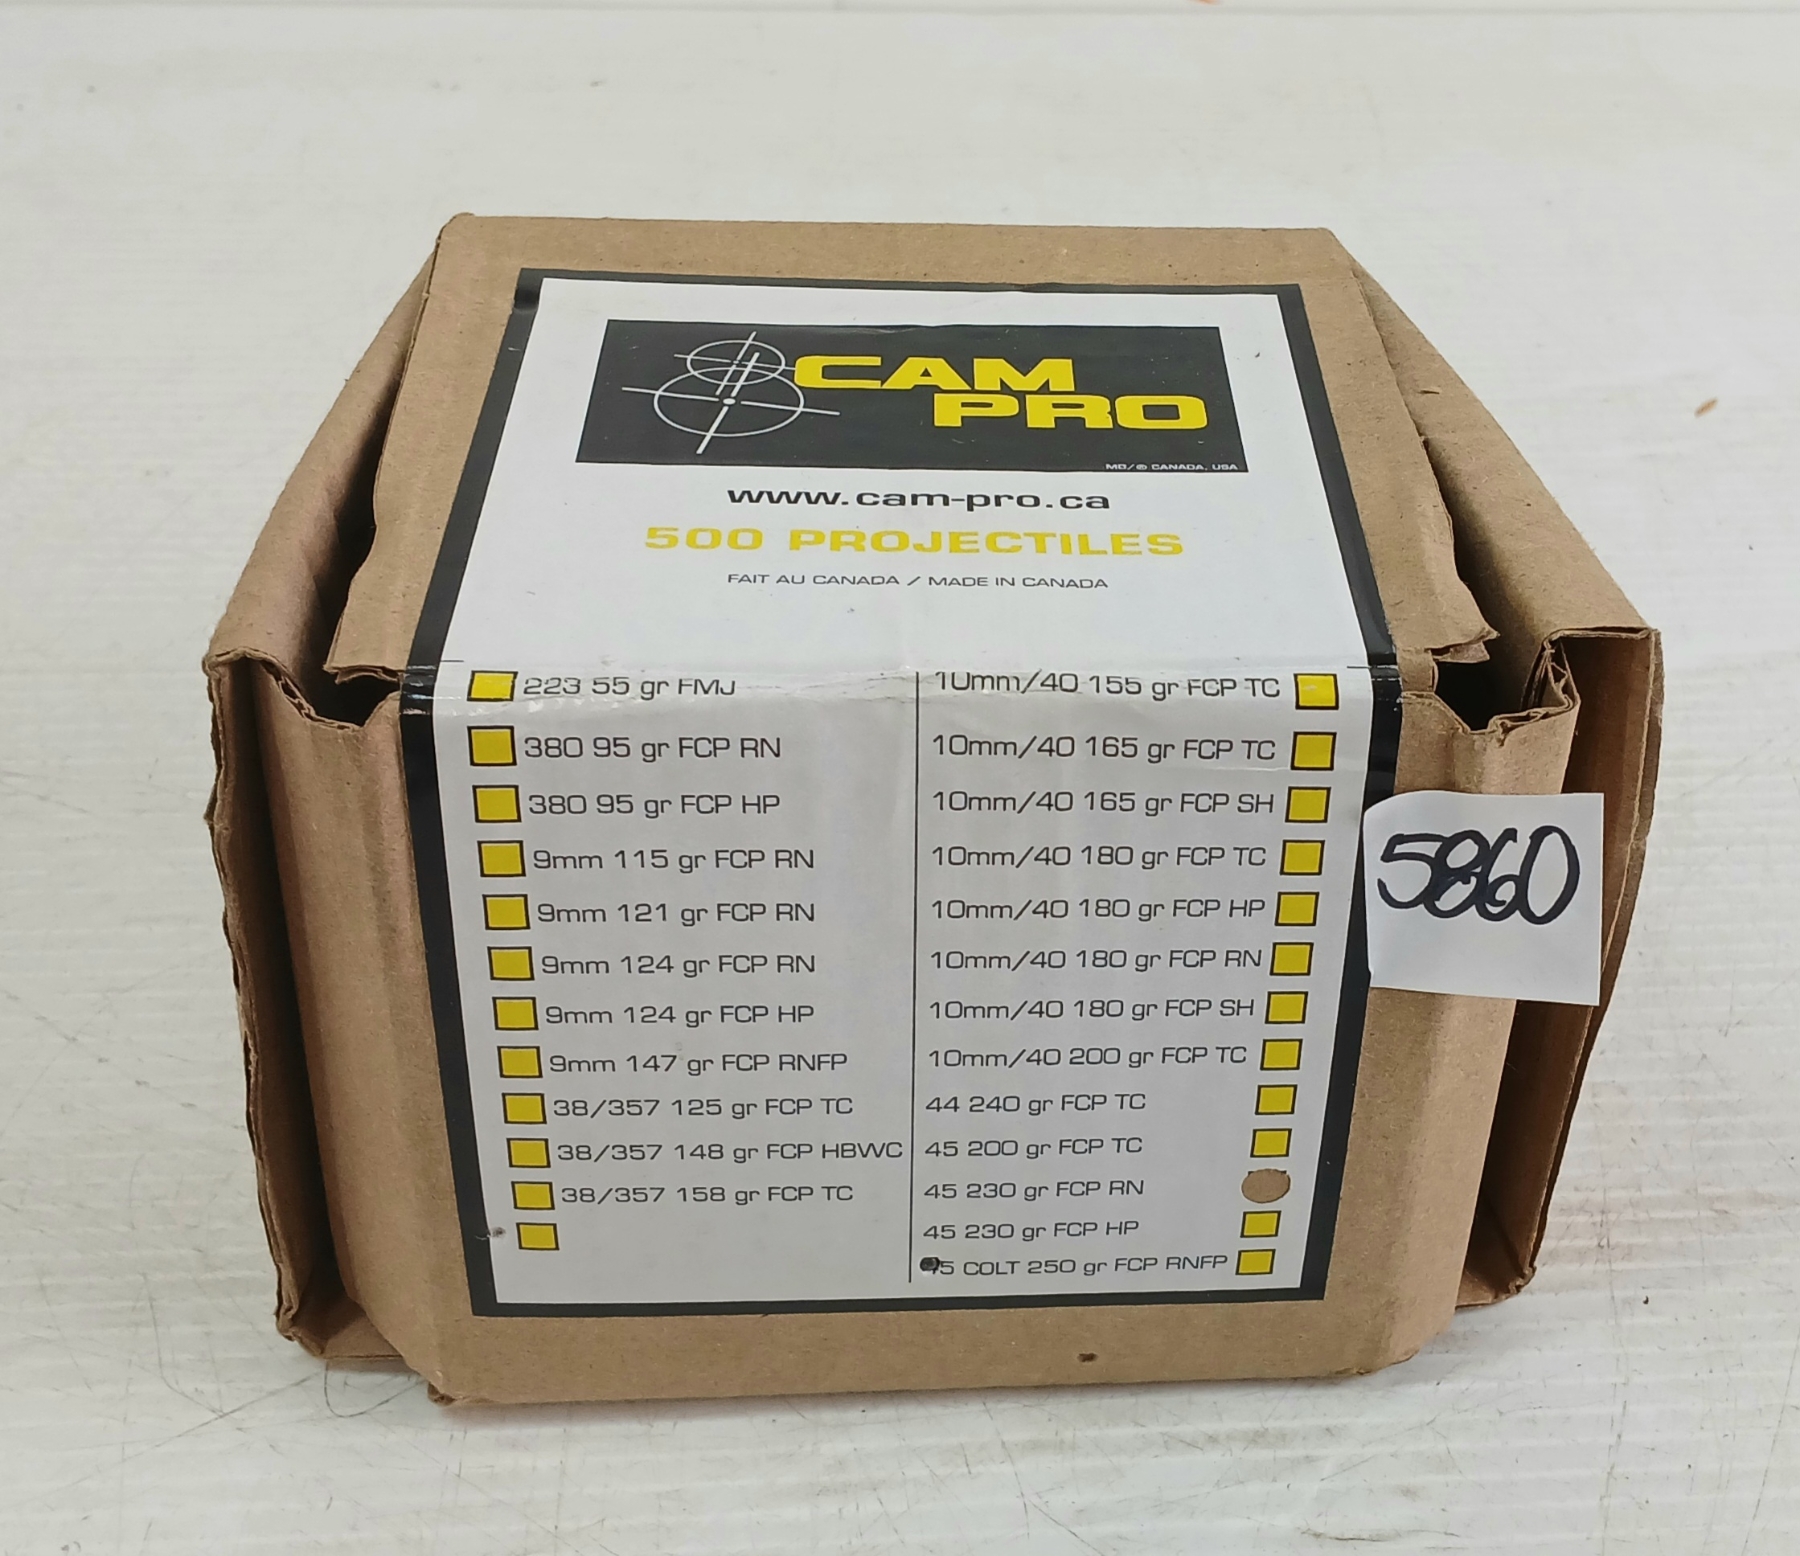 CAM
PRO
MD/® CANADA, USA
www.cam-pro.ca
500 PROJECTILES
FAIT AU CANADA / MADE IN CANADA
223 55 gr FMJ
380 95 gr FCP RN
380 95 gr FCP HP
9mm 115 gr FCP RN
9mm 121 gr FCP RN
9mm 124 gr FCP RN
9mm 124 gr FCP HP
9mm 147 gr FCP RNFP
38/357 125 gr FCP TC
38/357 148 gr FCP HBWC
38/357 158 gr FCP TC
10mm/40 155 gr FCP TC
10mm/40 165 gr FCP TC
10mm/40 165 gr FCP SH
10mm/40 180 gr FCP TC
10mm/40 180 gr FCP HP
10mm/40 180 gr FCP RN
10mm/40 180 gr FCP SH
10mm/40 200 gr FCP TC
44 240 gr FCP TC
45 200 gr FCP TC
45 230 gr FCP RN
45 230 gr FCP HP
45 COLT 250 gr FCP RNFP
5860